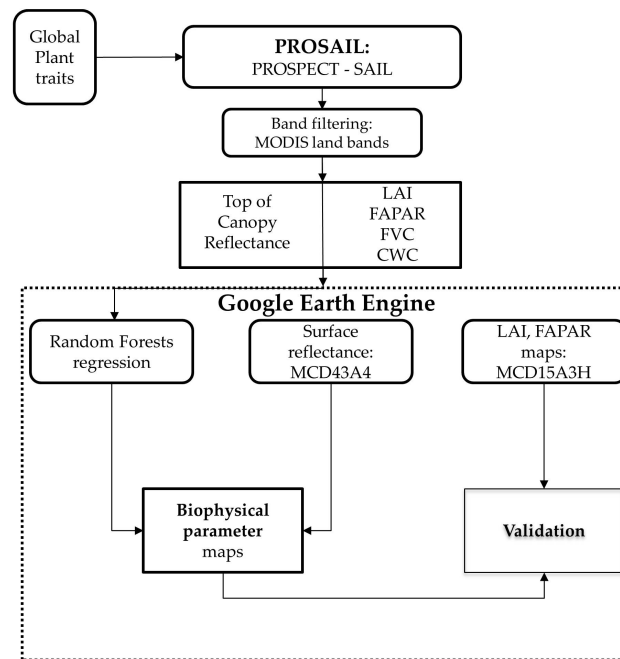 Global
Plant
traits
PROSAIL:
PROSPECT - SAIL
Band filtering:
MODIS land bands
Top of
Canopy
Reflectance
LAI
FAPAR
FVC
CWC
Google Earth Engine
Random Forests
regression
Surface
reflectance:
MCD43A4
LAI, FAPAR
maps:
MCD15A3H
Biophysical
parameter
maps
Validation